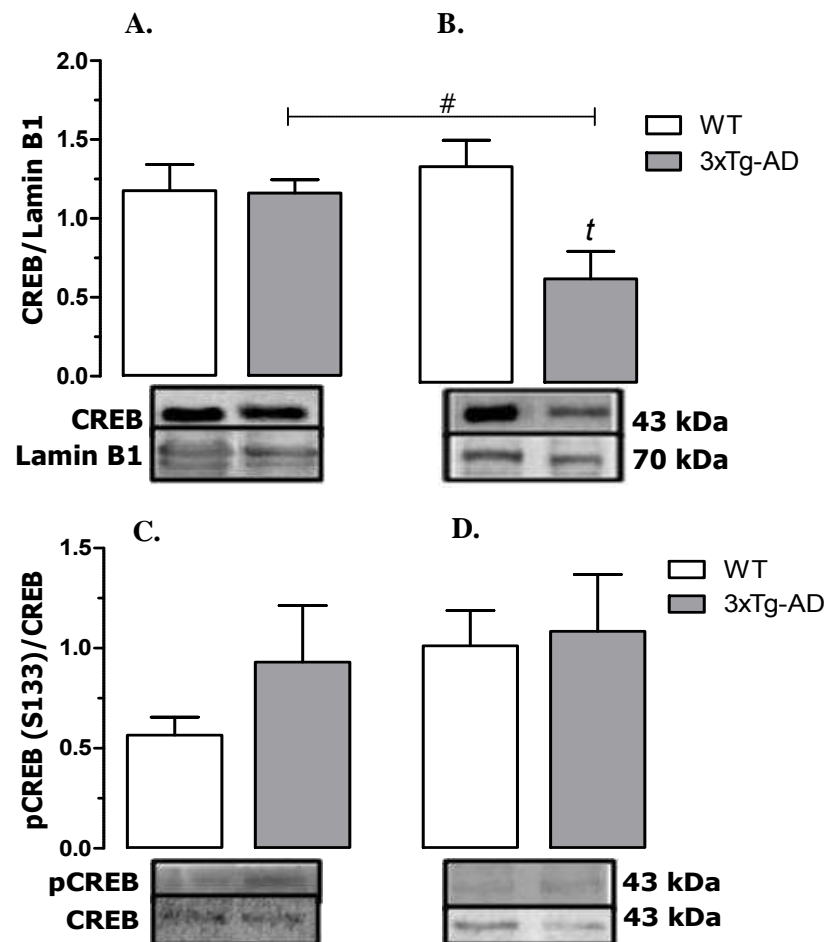 A.
B.
CREB/Lamin B1
2.0
1.5
1.0
0.5
0.0
#
t
WT
3xTg-AD
CREB
43 kDa
Lamin B1
70 kDa
C.
D.
pCREB (S133)/CREB
1.5
1.0
0.5
0.0
WT
3xTg-AD
pCREB
43 kDa
CREB
43 kDa